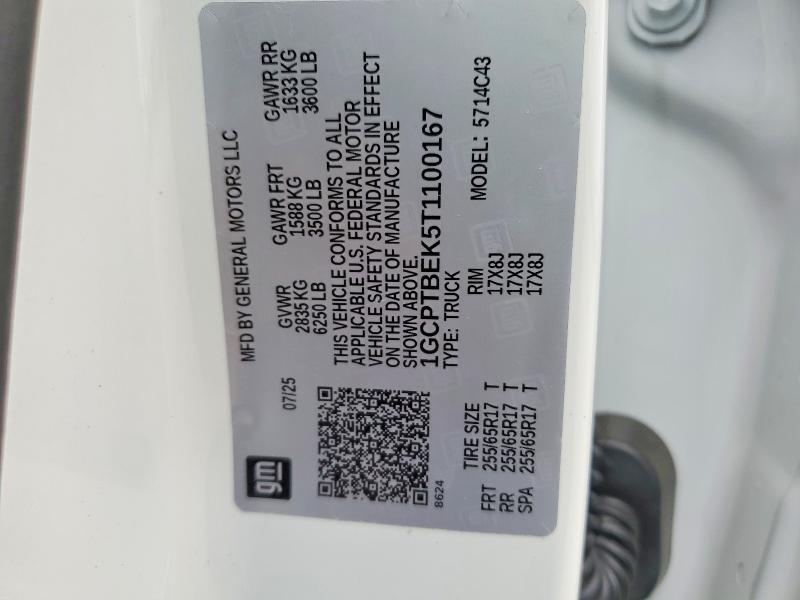 gm
07/25
MFD BY GENERAL MOTORS LLC
GVWR GAWR FRT GAWR RR
2835 KG 1588 KG 1633 KG
6250 LB 3500 LB 3600 LB
THIS VEHICLE CONFORMS TO ALL
APPLICABLE U.S. FEDERAL MOTOR
VEHICLE SAFETY STANDARDS IN EFFECT
ON THE DATE OF MANUFACTURE
SHOWN ABOVE.
1GCPTBEK5T1100167
TYPE: TRUCK MODEL: 5714C43
8624
TIRE SIZE RIM
FRT 255/65R17 T 17X8J
RR 255/65R17 T 17X8J
SPA 255/65R17 T 17X8J